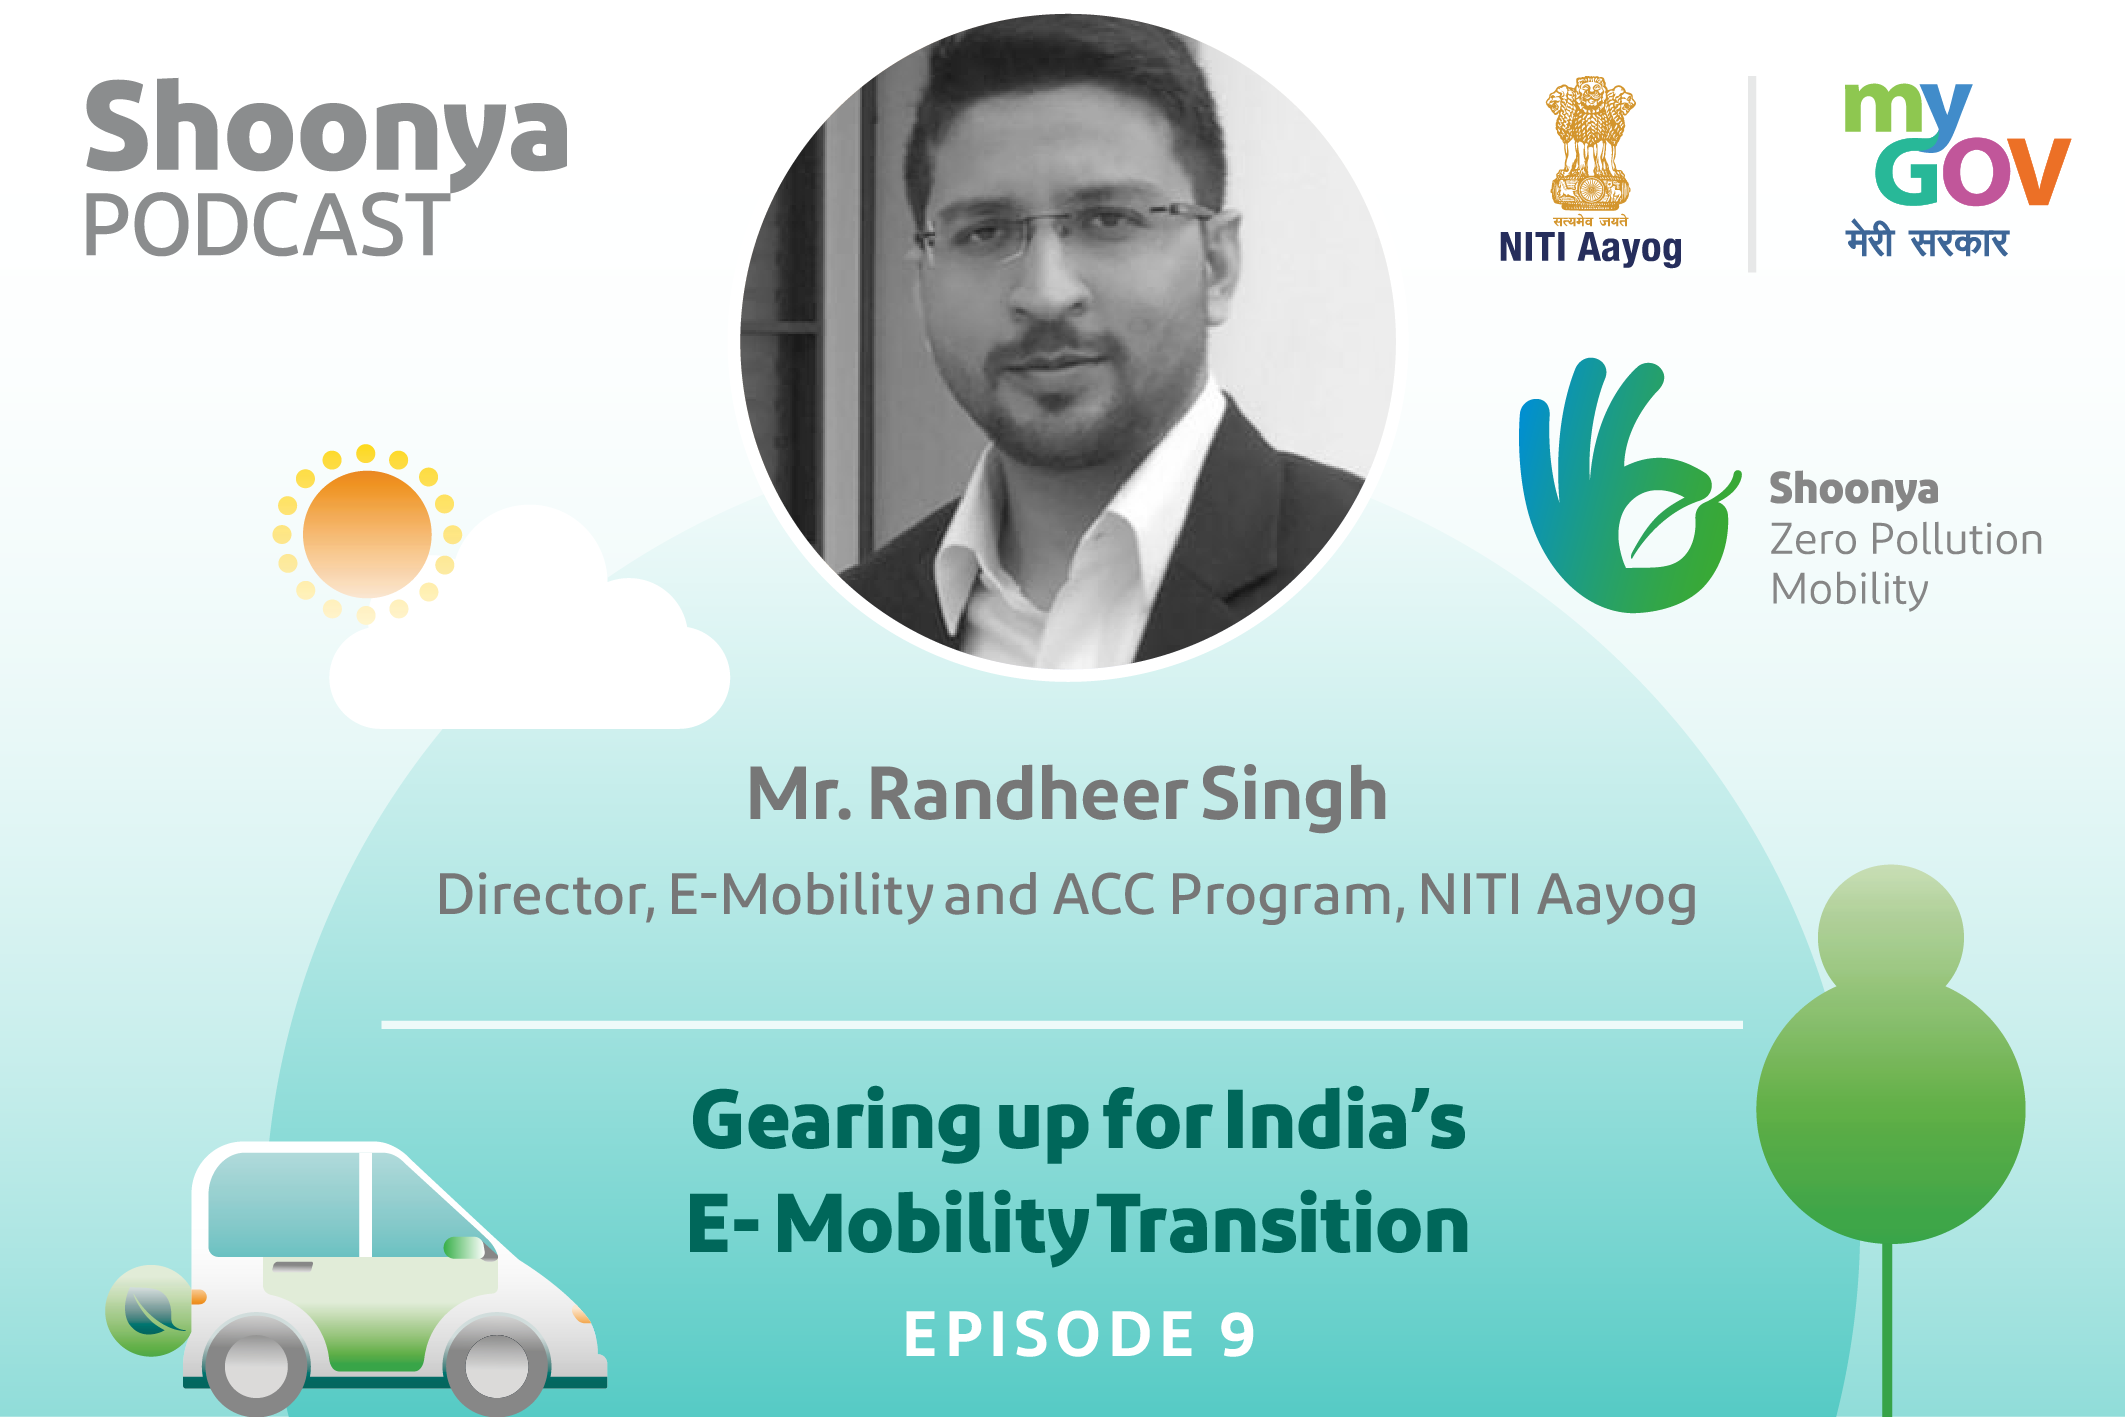 Shoonya
PODCAST
सत्यमेव जयते
NITI Aayog
my
GOV
मेरी सरकार
Shoonya
Zero Pollution
Mobility
Mr. Randheer Singh
Director, E-Mobility and ACC Program, NITI Aayog
Gearing up for India’s
E- Mobility Transition
EPISODE 9